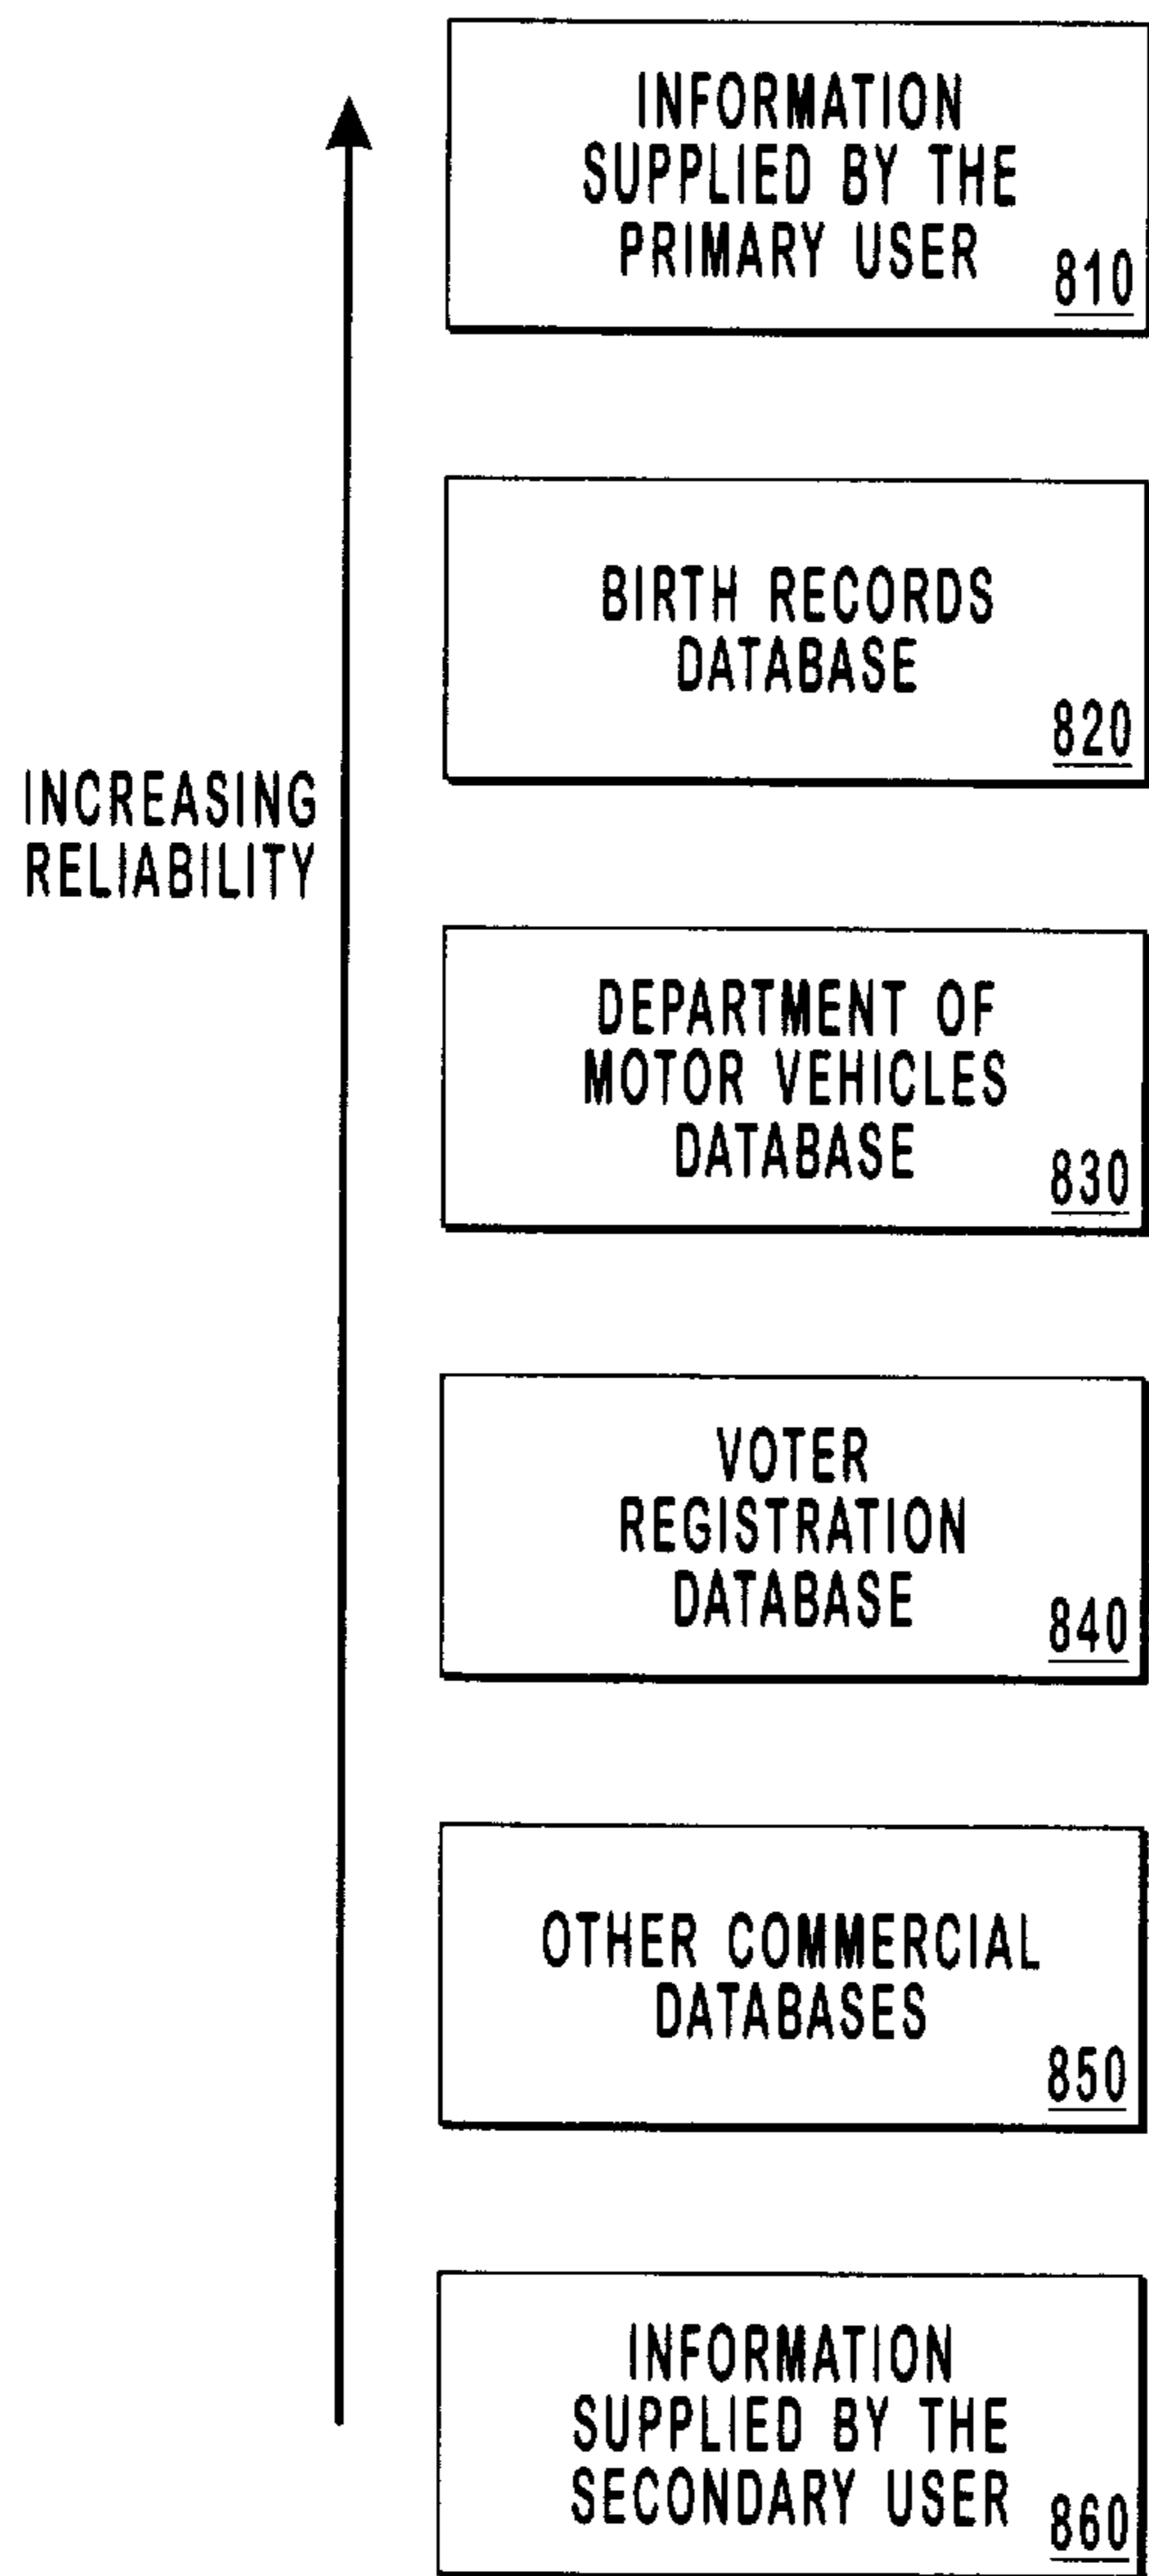 INFORMATION
SUPPLIED BY THE
PRIMARY USER
810
BIRTH RECORDS
DATABASE
820
INCREASING
RELIABILITY
DEPARTMENT OF
MOTOR VEHICLES
DATABASE
830
VOTER
REGISTRATION
DATABASE
840
OTHER COMMERCIAL
DATABASES
850
INFORMATION
SUPPLIED BY THE
SECONDARY USER
860